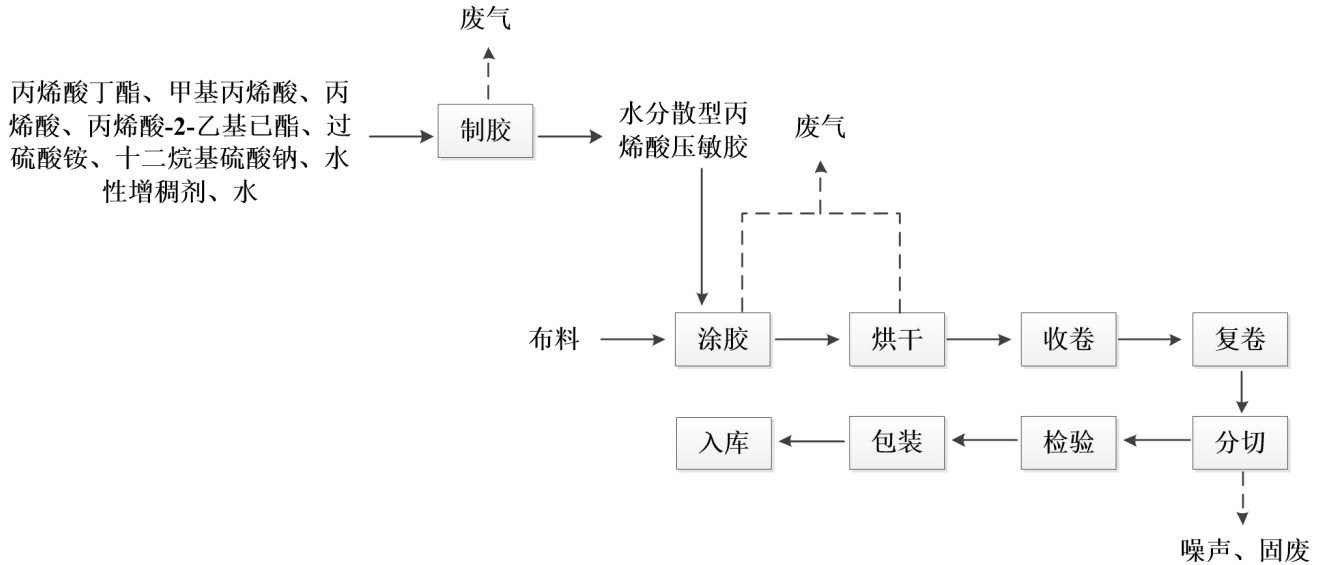 废气
丙烯酸丁酯、甲基丙烯酸、丙
烯酸、丙烯酸-2-乙基已酯、过
硫酸铵、十二烷基硫酸钠、水
性增稠剂、水
制胶
水分散型丙
烯酸压敏胶
废气
布料
涂胶
烘干
收卷
复卷
入库
包装
检验
分切
噪声、固废